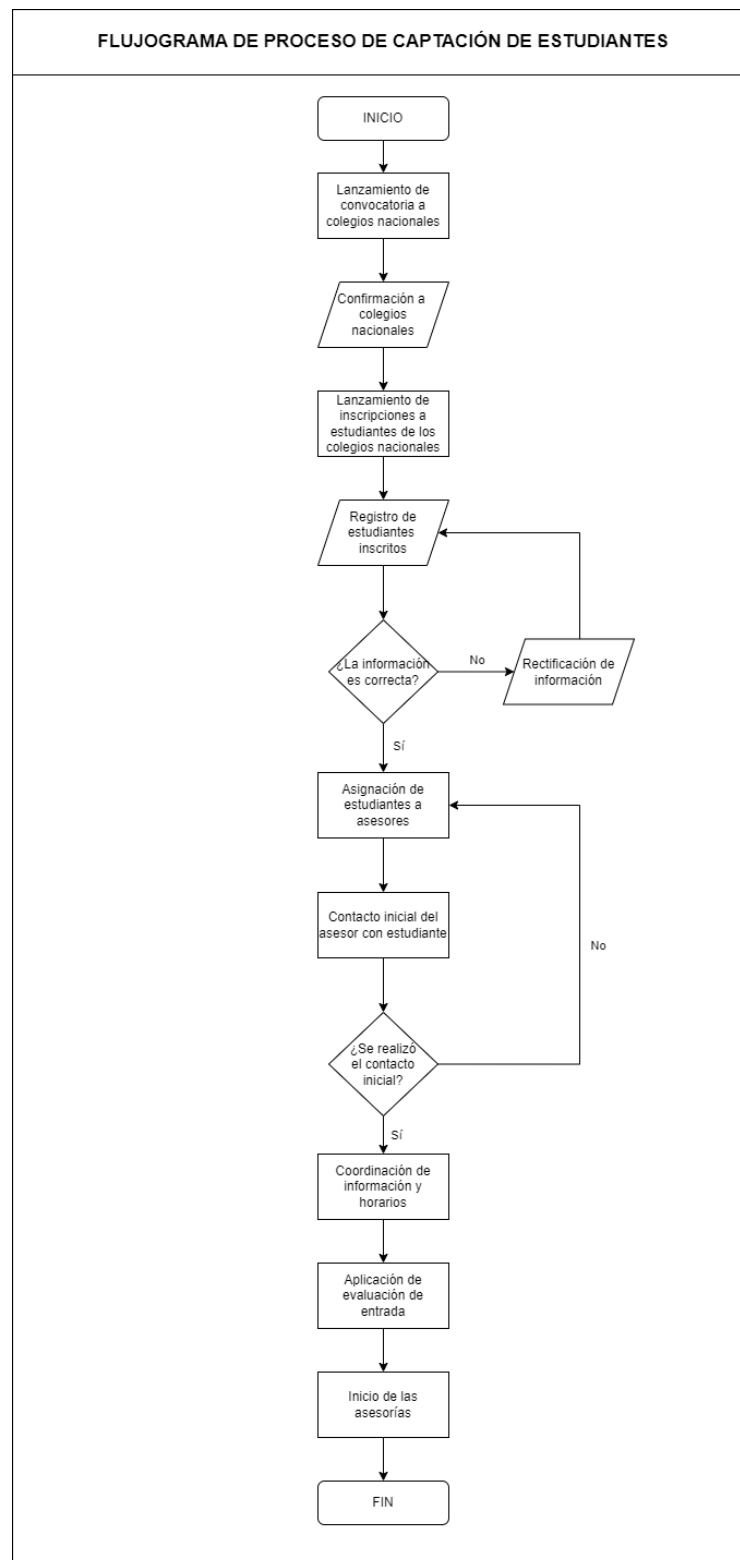 FLUJOGRAMA DE PROCESO DE CAPTACIÓN DE ESTUDIANTES
INICIO
Lanzamiento de
convocatoria a
colegios nacionales
Confirmación a
colegios
nacionales
Lanzamiento de
inscripciones a
estudiantes de los
colegios nacionales
Registro de
estudiantes
inscritos
¿La información
es correcta?
No
Rectificación de
información
Sí
Asignación de
estudiantes a
asesores
Contacto inicial del
asesor con estudiante
No
¿Se realizó
el contacto
inicial?
Sí
Coordinación de
información y
horarios
Aplicación de
evaluación de
entrada
Inicio de las
asesorías
FIN